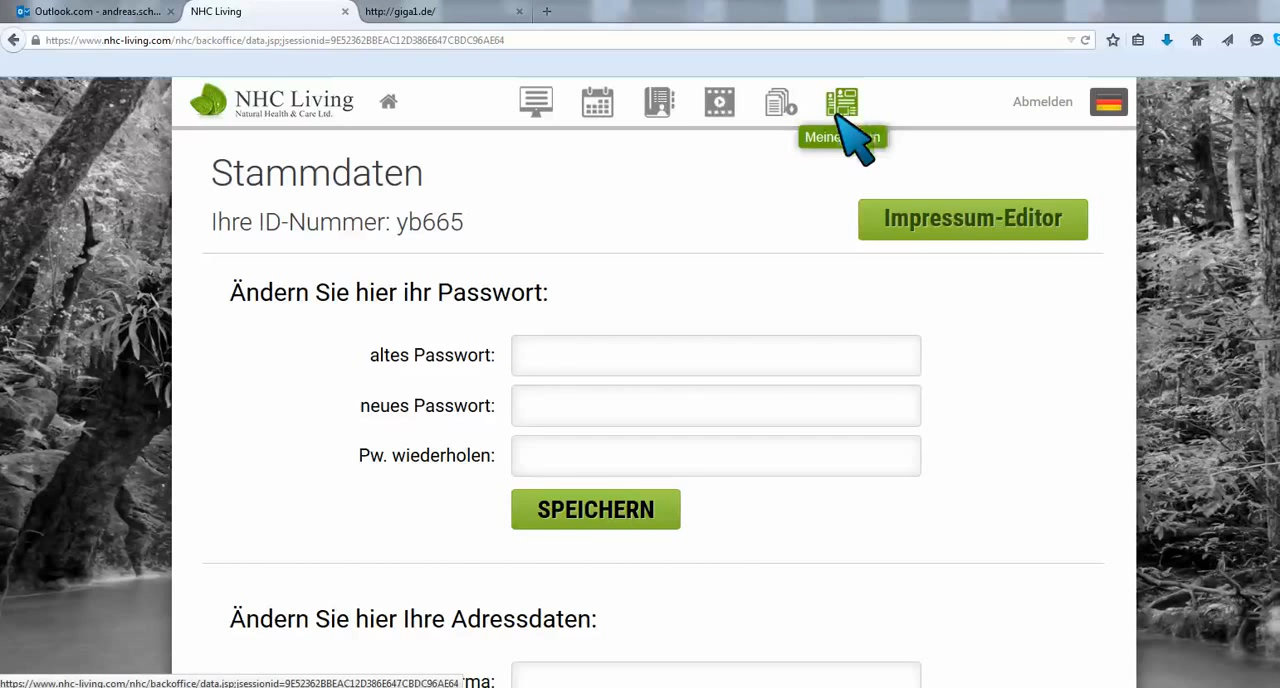 Outlook.com - andreas.sch...
NHC Living
http://giga1.de/
https://www.nhc-living.com/nhc/backoffice/data.jsp;jsessionid=9E52362BBEAC12D386E647CBDC96AE64
NHC Living
Natural Health & Care Ltd.
Abmelden
Stammdaten
Ihre ID-Nummer: yb665
Impressum-Editor
Ändern Sie hier ihr Passwort:
altes Passwort:
neues Passwort:
Pw. wiederholen:
SPEICHERN
Ändern Sie hier Ihre Adressdaten:
https://www.nhc-living.com/nhc/backoffice/data.jsp;jsessionid=9E52362BBEAC12D386E647CBDC96AE64